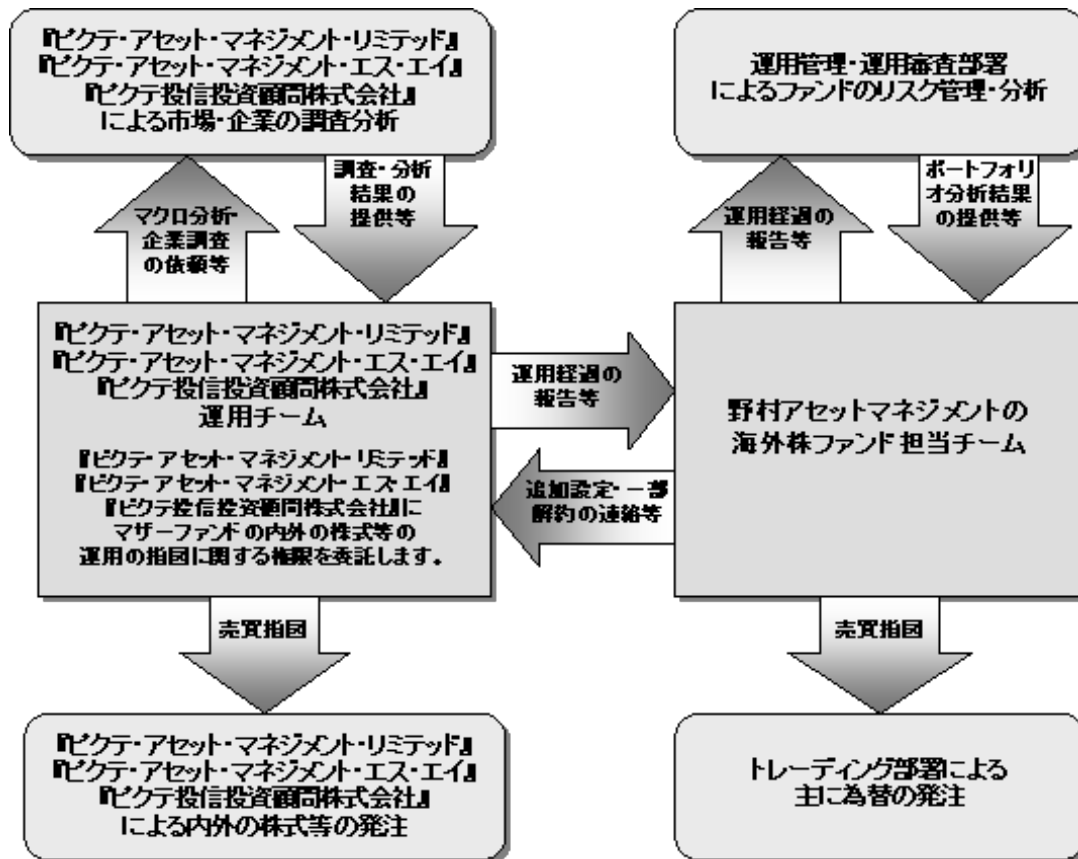 『ピクテ・アセット・マネジメント・リミテッド』
『ピクテ・アセット・マネジメント・エス・エイ』
『ピクテ投信投資顧問株式会社』
による市場・企業の調査分析
運用管理・運用審査部署
によるファンドのリスク管理・分析
マクロ分析・
企業調査
の依頼等
調査・分析
結果の
提供等
運用経過の
報告等
ポートフォリ
オ分析結果
の提供等
『ピクテ・アセット・マネジメント・リミテッド』
『ピクテ・アセット・マネジメント・エス・エイ』
『ピクテ投信投資顧問株式会社』
運用チーム
『ピクテ・アセット・マネジメント・リミテッド』
『ピクテ・アセット・マネジメント・エス・エイ』
『ピクテ投信投資顧問株式会社』に
マザーファンドの内外の株式等の
運用の指図に関する権限を委託します。
運用経過の
報告等
追加設定・一部
解約の連絡等
野村アセットマネジメントの
海外株ファンド担当チーム
売買指図
売買指図
『ピクテ・アセット・マネジメント・リミテッド』
『ピクテ・アセット・マネジメント・エス・エイ』
『ピクテ投信投資顧問株式会社』
による内外の株式等の発注
トレーディング部署による
主に為替の発注